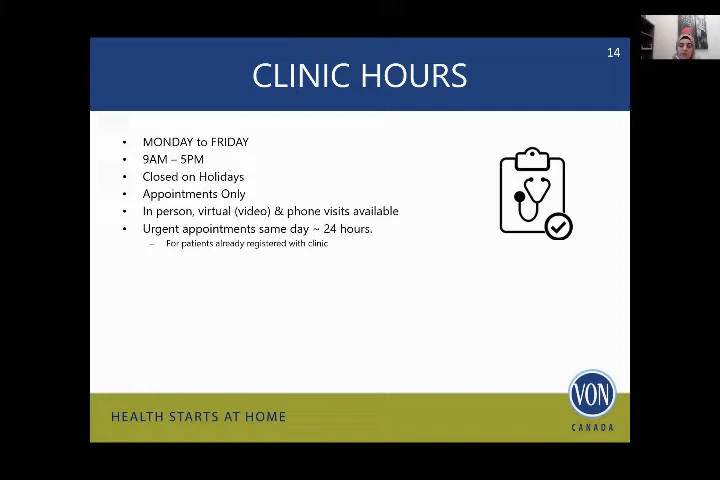 14
CLINIC HOURS
• MONDAY to FRIDAY
• 9AM – 5PM
• Closed on Holidays
• Appointments Only
• In person, virtual (video) & phone visits available
• Urgent appointments same day ~ 24 hours.
– For patients already registered with clinic
HEALTH STARTS AT HOME
VON
CANADA